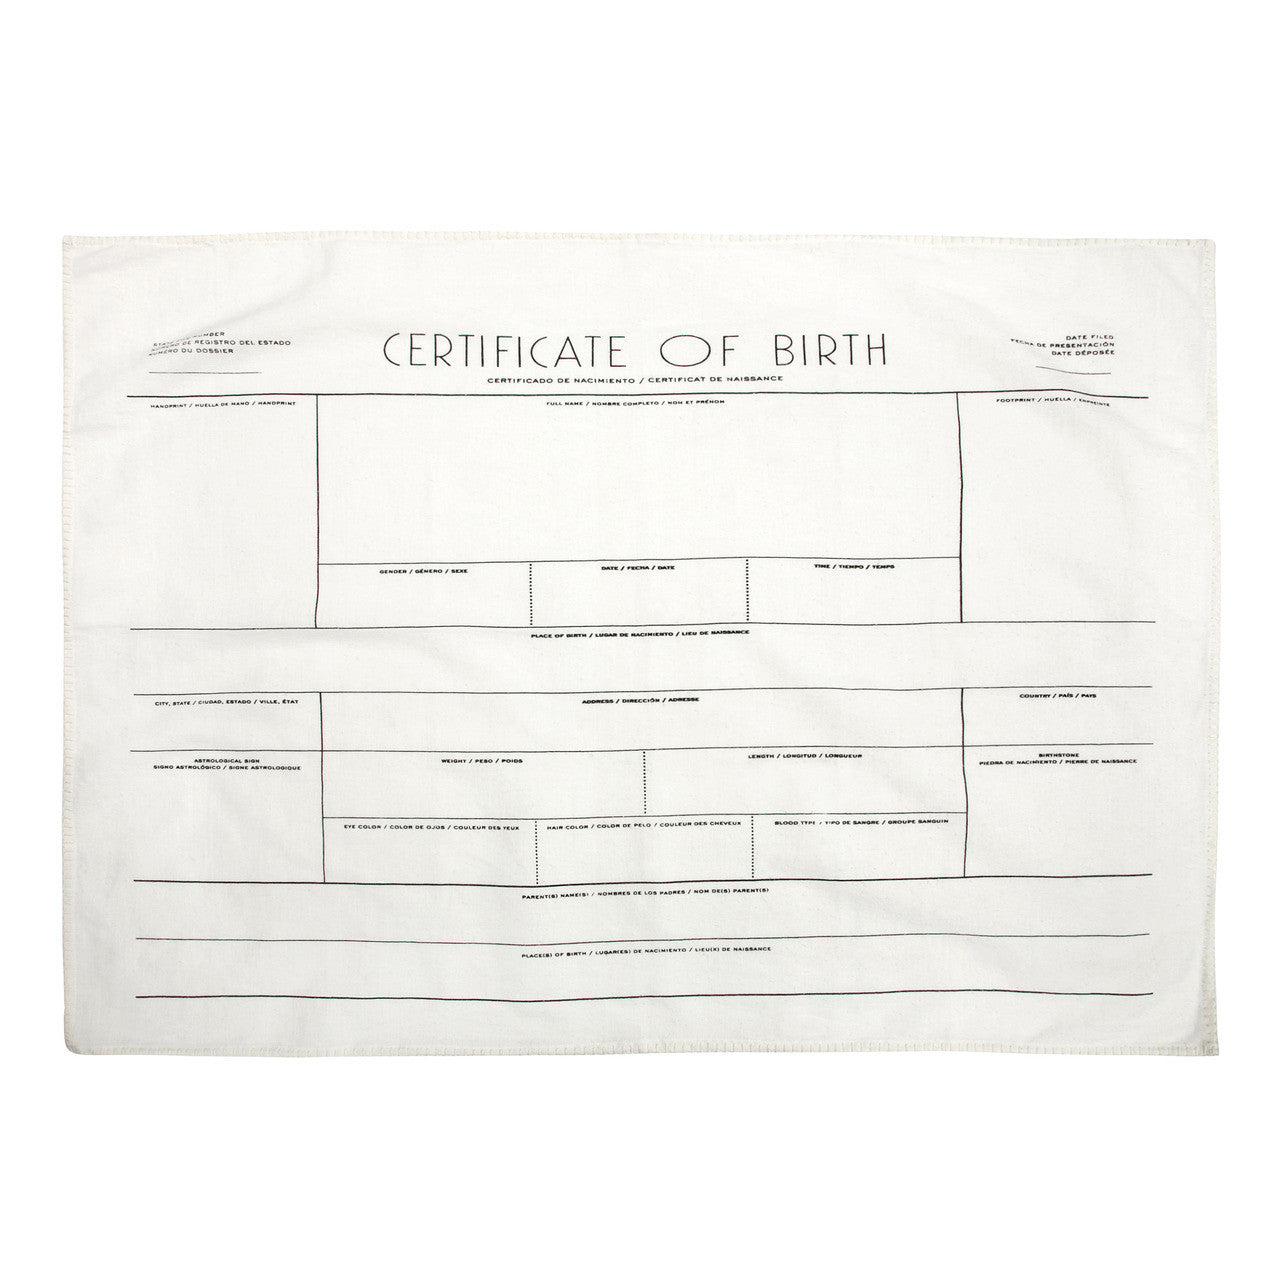 NUMBER
NÚMERO DE REGISTRO DEL ESTADO
NUMÉRO DU DOSSIER
CERTIFICATE OF BIRTH
CERTIFICADO DE NACIMIENTO / CERTIFICAT DE NAISSANCE
DATE FILED
FECHA DE PRESENTACIÓN
DATE DÉPOSÉE
HANDPRINT / HUELLA DE MANO / HANDPRINT
FULL NAME / NOMBRE COMPLETO / NOM ET PRÉNOM
FOOTPRINT / HUELLA / EMPREINTE
GENDER / GÉNERO / SEXE
DATE / FECHA / DATE
TIME / TIEMPO / TEMPS
PLACE OF BIRTH / LUGAR DE NACIMIENTO / LIEU DE NAISSANCE
CITY, STATE / CIUDAD, ESTADO / VILLE, ÉTAT
ADDRESS / DIRECCIÓN / ADRESSE
COUNTRY / PAÍS / PAYS
ASTROLOGICAL SIGN
SIGNO ASTROLÓGICO / SIGNE ASTROLOGIQUE
WEIGHT / PESO / POIDS
LENGTH / LONGITUD / LONGUEUR
BIRTHSTONE
PIEDRA DE NACIMIENTO / PIERRE DE NAISSANCE
EYE COLOR / COLOR DE OJOS / COULEUR DES YEUX
HAIR COLOR / COLOR DE PELO / COULEUR DES CHEVEUX
BLOOD TYPE / TIPO DE SANGRE / GROUPE SANGUIN
PARENT(S) NAME(S) / NOMBRES DE LOS PADRES / NOM DE(S) PARENT(S)
PLACE(S) OF BIRTH / LUGAR(ES) DE NACIMIENTO / LIEU(X) DE NAISSANCE